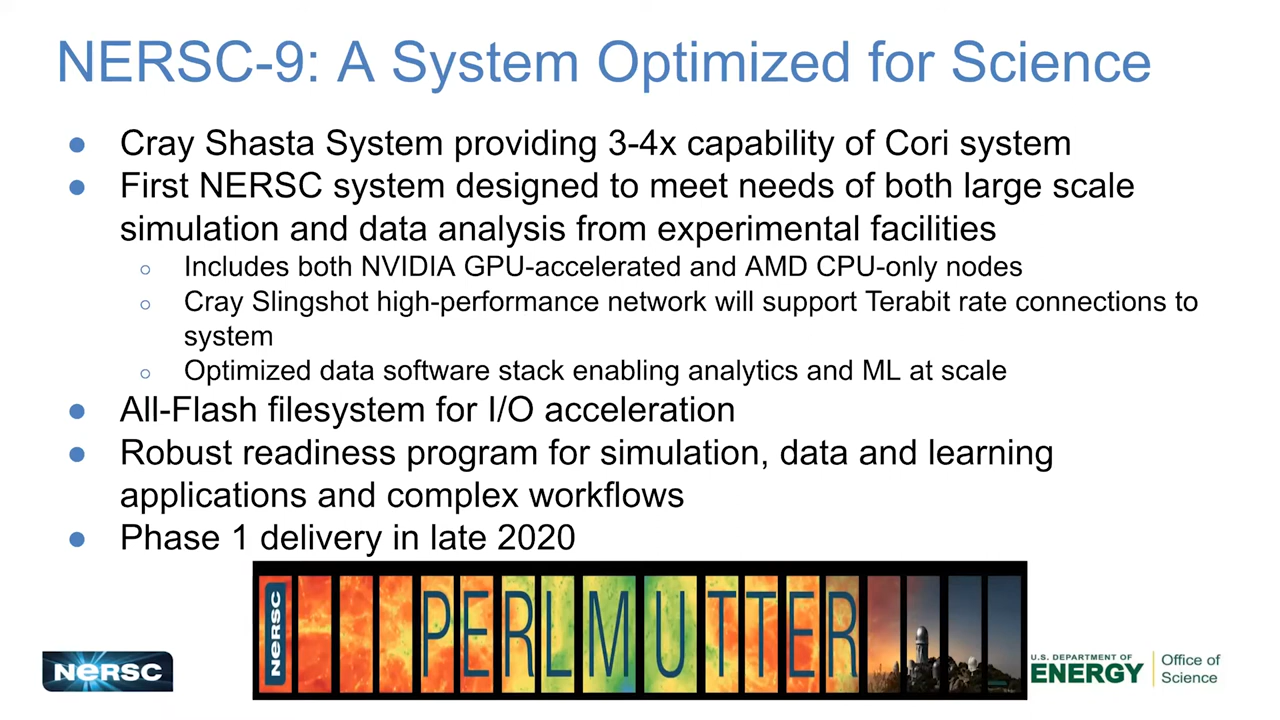 NERSC-9: A System Optimized for Science
● Cray Shasta System providing 3-4x capability of Cori system
● First NERSC system designed to meet needs of both large scale
simulation and data analysis from experimental facilities
○ Includes both NVIDIA GPU-accelerated and AMD CPU-only nodes
○ Cray Slingshot high-performance network will support Terabit rate connections to
system
○ Optimized data software stack enabling analytics and ML at scale
● All-Flash filesystem for I/O acceleration
● Robust readiness program for simulation, data and learning
applications and complex workflows
● Phase 1 delivery in late 2020
NERSC
PERLMUTTER
NERSC
U.S. DEPARTMENT OF
ENERGY
Office of
Science